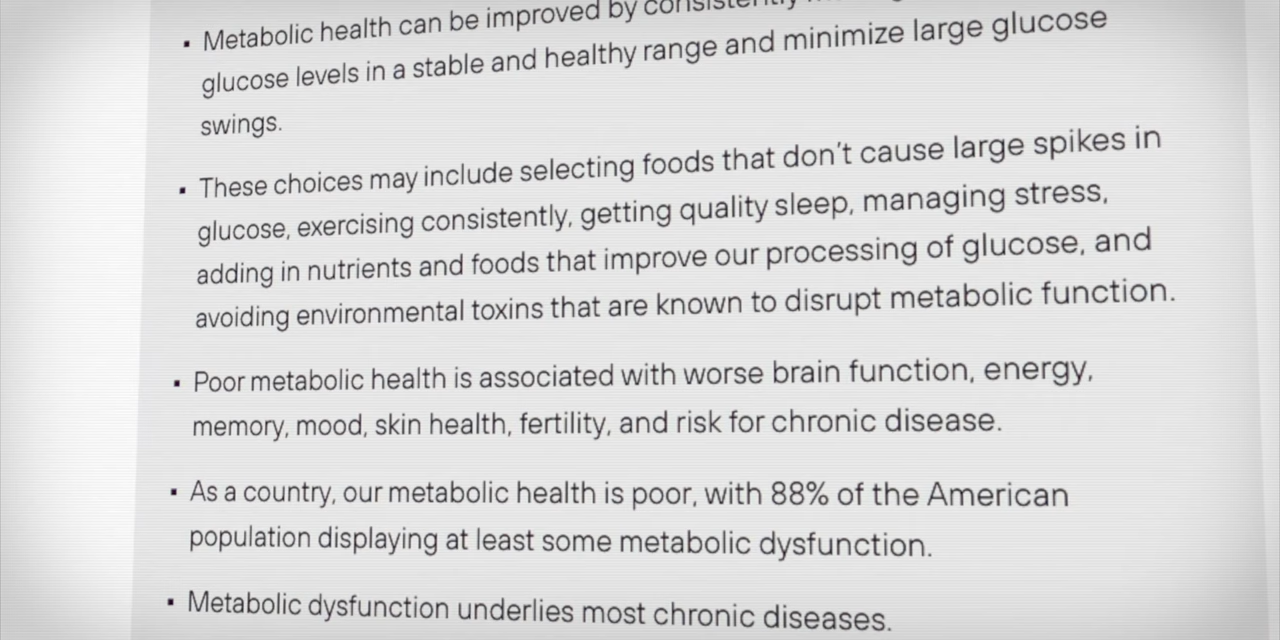 ▪ Metabolic health can be improved by consistently
glucose levels in a stable and healthy range and minimize large glucose
swings.
▪ These choices may include selecting foods that don't cause large spikes in
glucose, exercising consistently, getting quality sleep, managing stress,
adding in nutrients and foods that improve our processing of glucose, and
avoiding environmental toxins that are known to disrupt metabolic function.
▪ Poor metabolic health is associated with worse brain function, energy,
memory, mood, skin health, fertility, and risk for chronic disease.
▪ As a country, our metabolic health is poor, with 88% of the American
population displaying at least some metabolic dysfunction.
▪ Metabolic dysfunction underlies most chronic diseases.